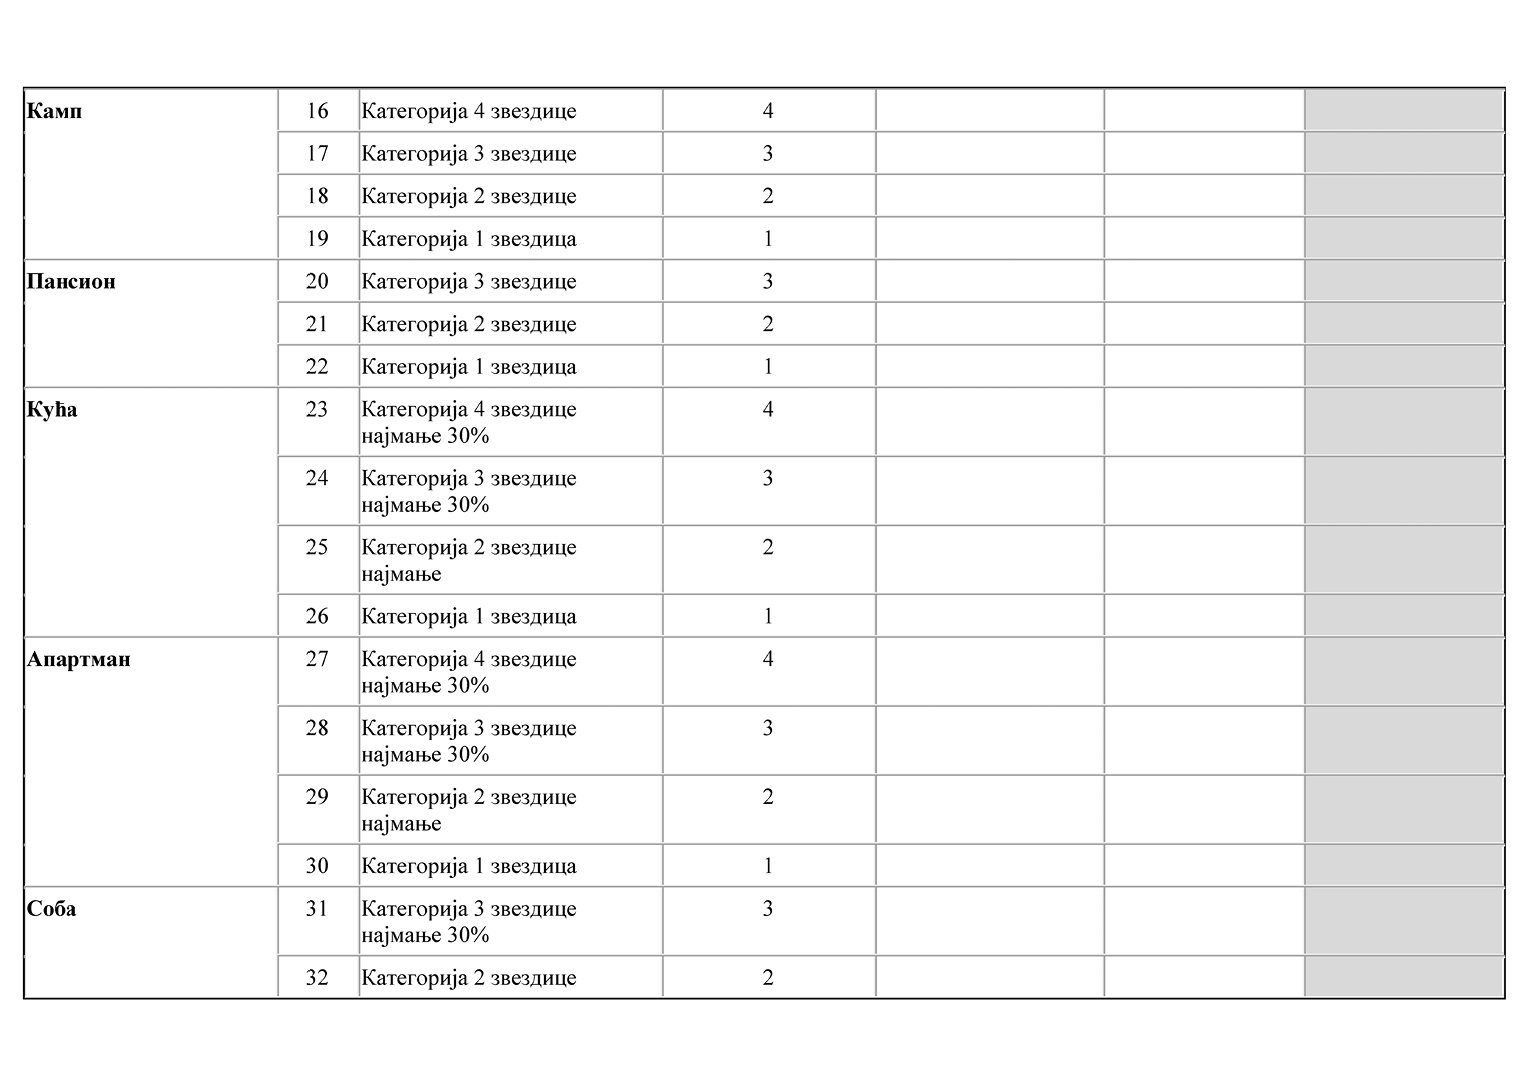 Камп 16 Категорија 4 звездице 4
17 Категорија 3 звездице 3
18 Категорија 2 звездице 2
19 Категорија 1 звездица 1
Пансион 20 Категорија 3 звездице 3
21 Категорија 2 звездице 2
22 Категорија 1 звездица 1
Кућа 23 Категорија 4 звездице 4
најмање 30%
24 Категорија 3 звездице 3
најмање 30%
25 Категорија 2 звездице 2
најмање
26 Категорија 1 звездица 1
Апартман 27 Категорија 4 звездице 4
најмање 30%
28 Категорија 3 звездице 3
најмање 30%
29 Категорија 2 звездице 2
најмање
30 Категорија 1 звездица 1
Соба 31 Категорија 3 звездице 3
најмање 30%
32 Категорија 2 звездице 2